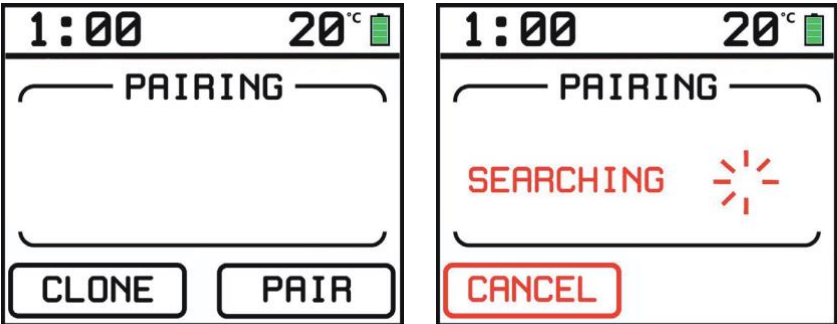 1:00 20°C
PAIRING
CLONE PAIR
1:00 20°C
PAIRING
SEARCHING
CANCEL